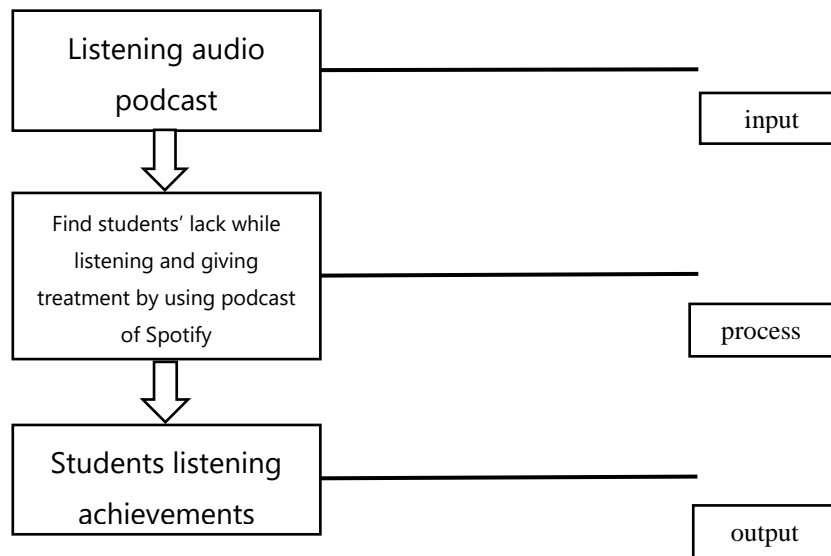 Listening audio
podcast
input
Find students’ lack while
listening and giving
treatment by using podcast
of Spotify
process
Students listening
achievements
output